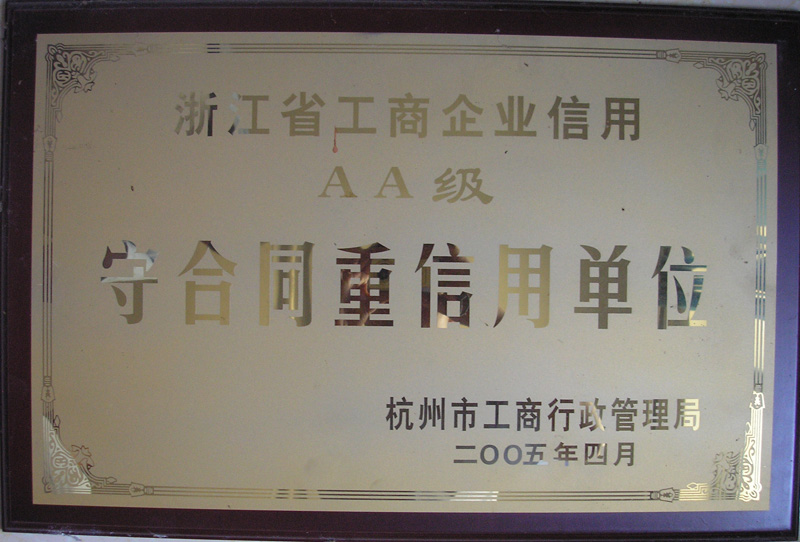 浙江省工商企业信用
AA级
守合同重信用单位
杭州市工商行政管理局
二OO五年四月